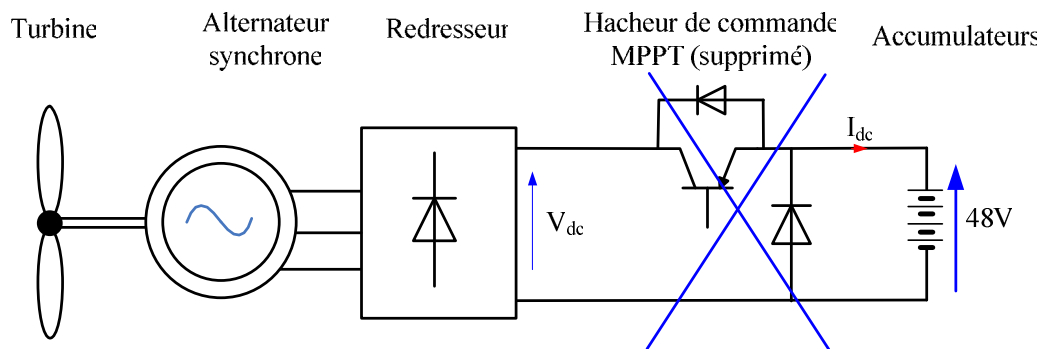 Turbine
Alternateur
synchrone
Redresseur
Hacheur de commande
MPPT (supprimé)
Accumulateurs
Idc
Vdc
48V